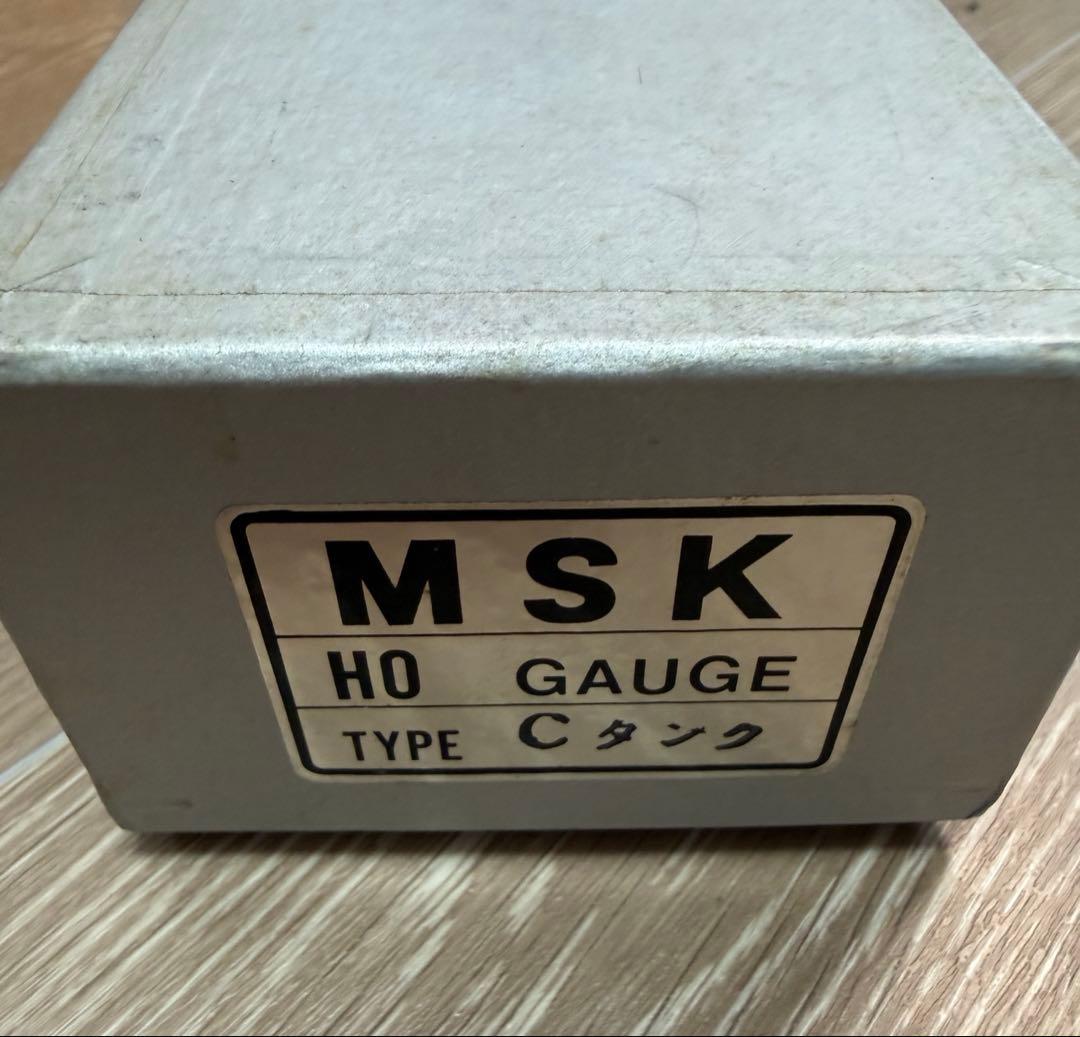 MSK
HO GAUGE
TYPE Cタンク